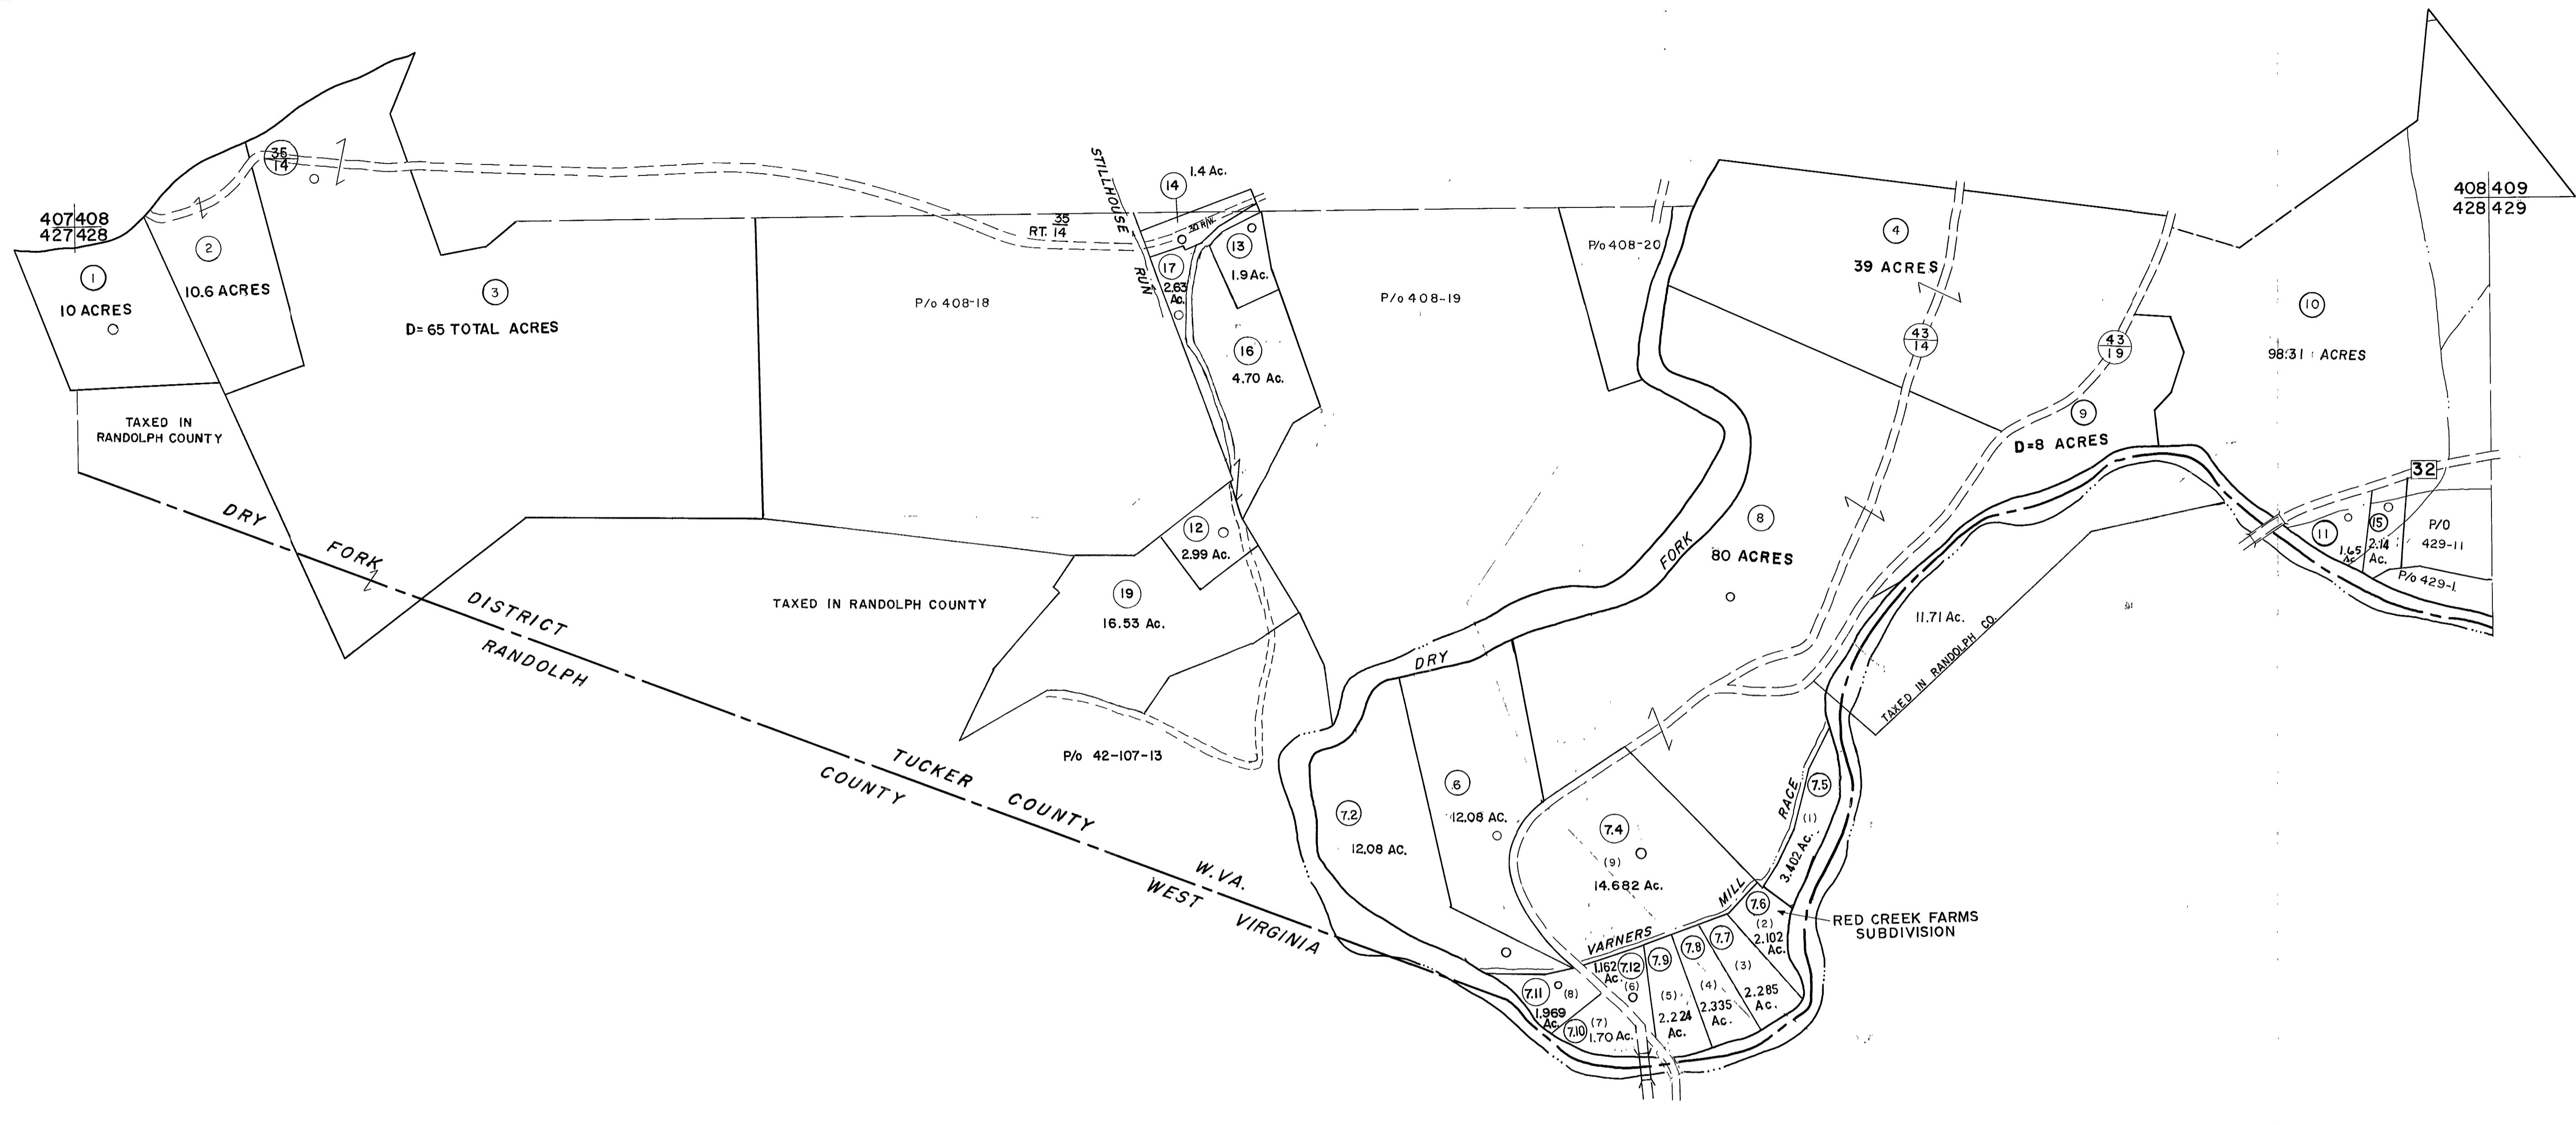 407 408
427 428
1
10 ACRES
2
10.6 ACRES
35
14
3
D= 65 TOTAL ACRES
TAXED IN
RANDOLPH COUNTY
P/o 408-18
RT. 35
14
STILLHOUSE
RUN
14
1.4 Ac.
30' R/W
13
1.9 Ac.
17
2.63
Ac.
16
4.70 Ac.
P/o 408-19
P/o 408-20
4
39 ACRES
43
14
43
19
9
D=8 ACRES
10
98.31 ACRES
408 409
428 429
32
11
1.65
Ac
15
2.14
Ac.
P/O
429-11
P/o 429-1
12
2.99 Ac.
19
16.53 Ac.
TAXED IN RANDOLPH COUNTY
P/o 42-107-13
8
80 ACRES
DRY
FORK
11.71 Ac.
TAXED IN RANDOLPH CO.
DRY FORK DISTRICT
RANDOLPH
TUCKER COUNTY
COUNTY
W.VA.
WEST VIRGINIA
7.2
12.08 AC.
6
12.08 AC.
7.4
(9)
14.682 Ac.
VARNERS MILL RACE
7.5
(1)
3.402 Ac.
7.6
(2)
2.102
Ac.
RED CREEK FARMS
SUBDIVISION
7.7
(3)
2.285
Ac.
7.8
(4)
2.335
Ac.
7.9
(5)
2.224
Ac.
7.12
1.162
Ac.
(6)
7.11
(8)
1.969
Ac.
7.10
(7)
1.70 Ac.